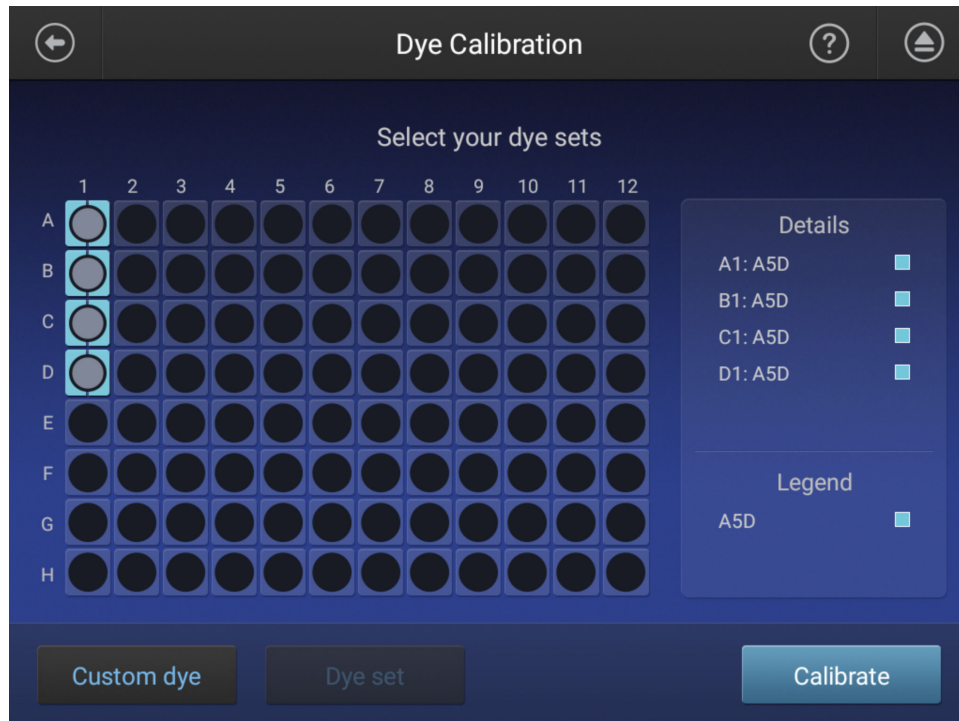 ?
Dye Calibration
Select your dye sets
1 2 3 4 5 6 7 8 9 10 11 12
A
B
C
D
E
F
G
H
Details
A1: A5D
B1: A5D
C1: A5D
D1: A5D
Legend
A5D
Custom dye
Dye set
Calibrate